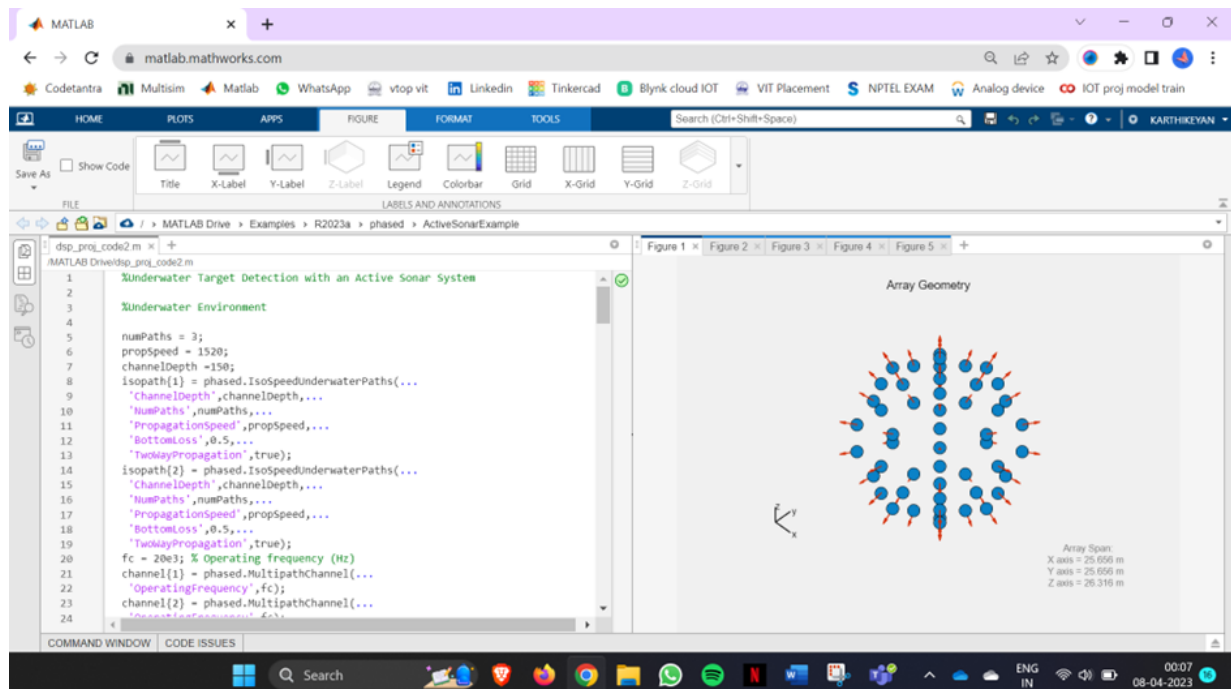 MATLAB
matlab.mathworks.com
Codetantra Multisim Matlab WhatsApp vtop vit Linkedin Tinkercad Blynk cloud IOT VIT Placement NPTEL EXAM Analog device IOT proj model train
HOME PLOTS APPS FIGURE FORMAT TOOLS Search (Ctrl+Shift+Space) KARTHIKEYAN
Save As Show Code Title X-Label Y-Label Z-Label Legend Colorbar Grid X-Grid Y-Grid Z-Grid
FILE LABELS AND ANNOTATIONS
/ MATLAB Drive Examples R2023a phased ActiveSonarExample
dsp_proj_code2.m
/MATLAB Drive/dsp_proj_code2.m
1 %Underwater Target Detection with an Active Sonar System
2
3 %Underwater Environment
4
5 numPaths = 3;
6 propSpeed = 1520;
7 channelDepth =150;
8 isopath{1} = phased.IsoSpeedUnderwaterPaths(...
9 'ChannelDepth',channelDepth,...
10 'NumPaths',numPaths,...
11 'PropagationSpeed',propSpeed,...
12 'BottomLoss',0.5,...
13 'TwoWayPropagation',true);
14 isopath{2} = phased.IsoSpeedUnderwaterPaths(...
15 'ChannelDepth',channelDepth,...
16 'NumPaths',numPaths,...
17 'PropagationSpeed',propSpeed,...
18 'BottomLoss',0.5,...
19 'TwoWayPropagation',true);
20 fc = 20e3; % Operating frequency (Hz)
21 channel{1} = phased.MultipathChannel(...
22 'OperatingFrequency',fc);
23 channel{2} = phased.MultipathChannel(...
24 'OperatingFrequency',fc);
Figure 1 Figure 2 Figure 3 Figure 4 Figure 5
Array Geometry
z
y
x
Array Span:
X axis = 25.656 m
Y axis = 25.656 m
Z axis = 26.316 m
COMMAND WINDOW CODE ISSUES
Search
ENG
IN
00:07
08-04-2023